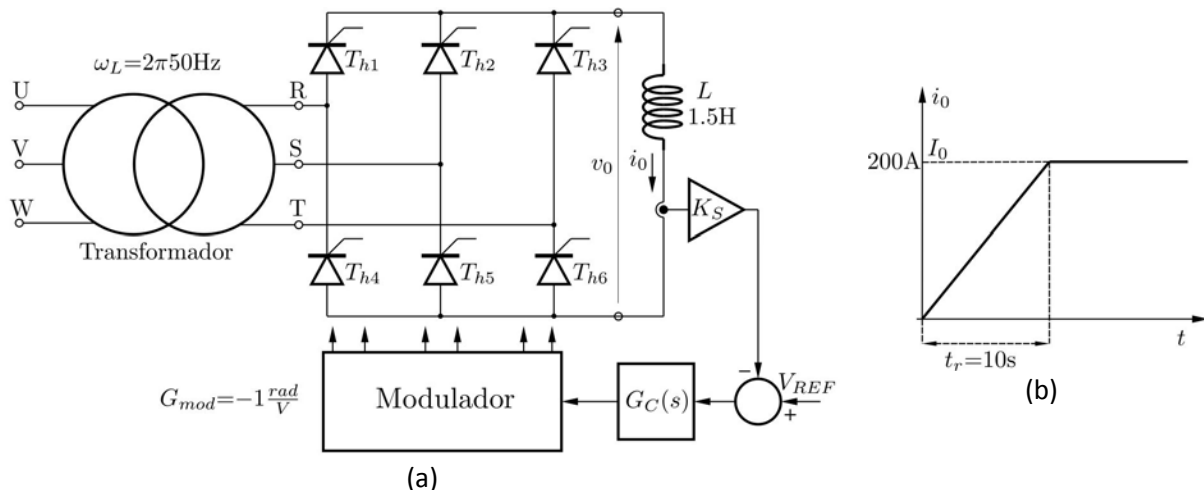 ω_L=2π50Hz
U
V
W
Transformador
R
S
T
T_h1
T_h2
T_h3
T_h4
T_h5
T_h6
v_0
L
1.5H
i_0
K_S
G_mod=−1 rad/V
Modulador
G_C(s)
−
+
V_REF
(a)
i_0
I_0
200A
t
t_r=10s
(b)